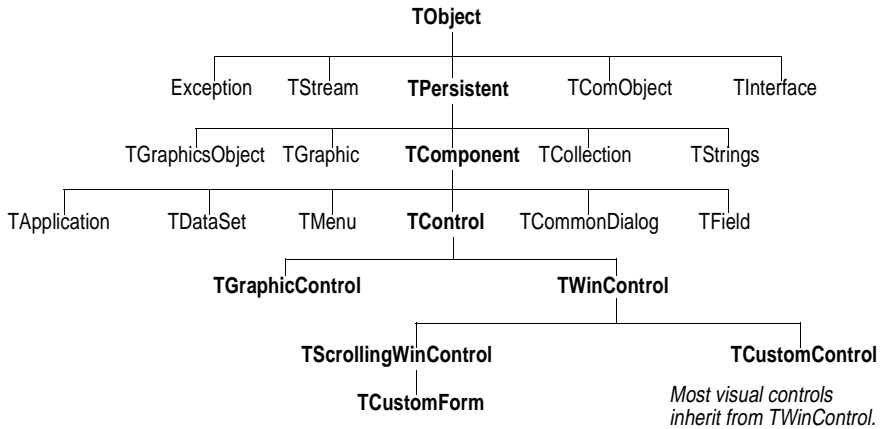 TObject
Exception TStream TPersistent TComObject TInterface
TGraphicsObject TGraphic TComponent TCollection TStrings
TApplication TDataSet TMenu TControl TCommonDialog TField
TGraphicControl TWinControl
TScrollingWinControl TCustomControl
TCustomForm
Most visual controls
inherit from TWinControl.